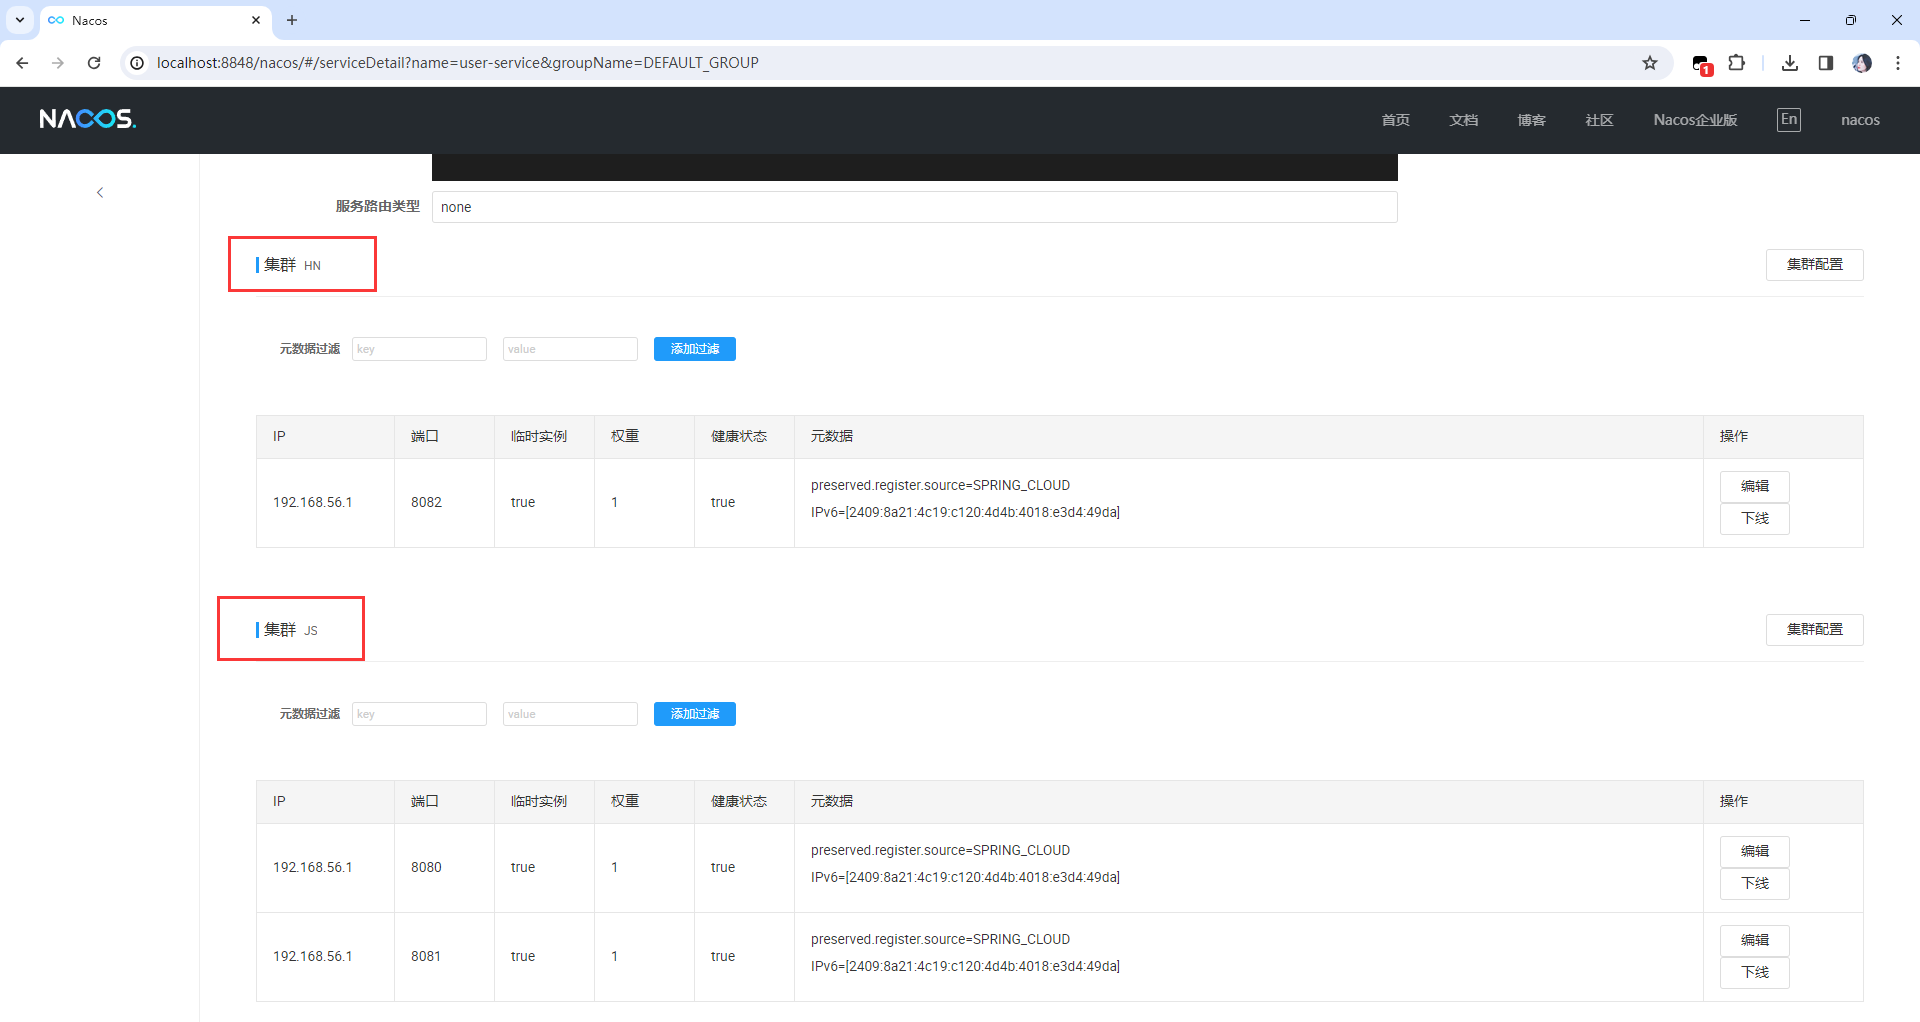 Nacos
localhost:8848/nacos/#/serviceDetail?name=user-service&groupName=DEFAULT_GROUP
1
NACOS.
首页 文档 博客 社区 Nacos企业版 En nacos
服务路由类型 none
集群 HN 集群配置
元数据过滤 key value 添加过滤
IP 端口 临时实例 权重 健康状态 元数据 操作
192.168.56.1 8082 true 1 true preserved.register.source=SPRING_CLOUD 编辑
IPv6=[2409:8a21:4c19:c120:4d4b:4018:e3d4:49da] 下线
集群 JS 集群配置
元数据过滤 key value 添加过滤
IP 端口 临时实例 权重 健康状态 元数据 操作
192.168.56.1 8080 true 1 true preserved.register.source=SPRING_CLOUD 编辑
IPv6=[2409:8a21:4c19:c120:4d4b:4018:e3d4:49da] 下线
192.168.56.1 8081 true 1 true preserved.register.source=SPRING_CLOUD 编辑
IPv6=[2409:8a21:4c19:c120:4d4b:4018:e3d4:49da] 下线